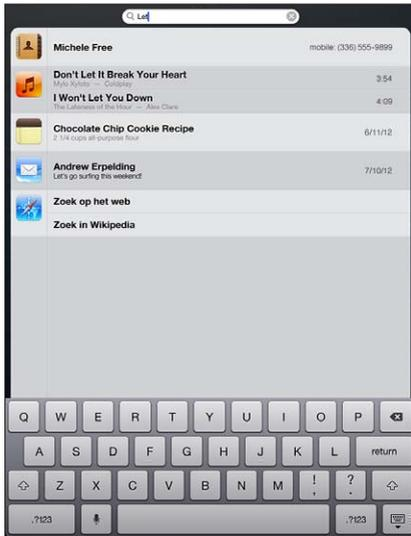 Let
Michele Free mobile: (336) 555-9899
Don't Let It Break Your Heart 3:54
Mylo Xyloto — Coldplay
I Won't Let You Down 4:09
The Lateness of the Hour — Alex Clare
Chocolate Chip Cookie Recipe 6/11/12
2 1/4 cups all-purpose flour
Andrew Erpelding 7/10/12
Let's go surfing this weekend!
Zoek op het web
Zoek in Wikipedia
Q W E R T Y U I O P
A S D F G H J K L return
Z X C V B N M ! , ? .
.?123 .?123